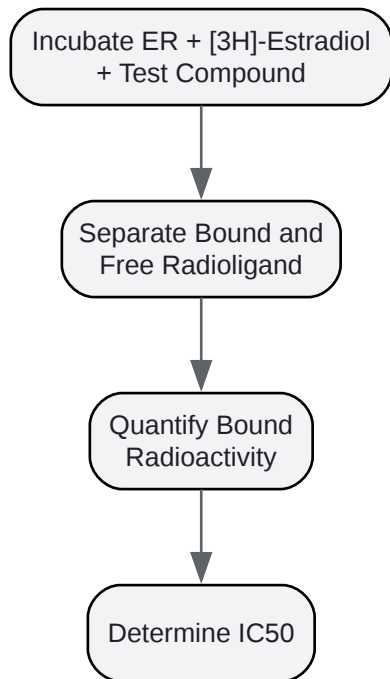 Incubate ER + [3H]-Estradiol
+ Test Compound
Separate Bound and
Free Radioligand
Quantify Bound
Radioactivity
Determine IC50